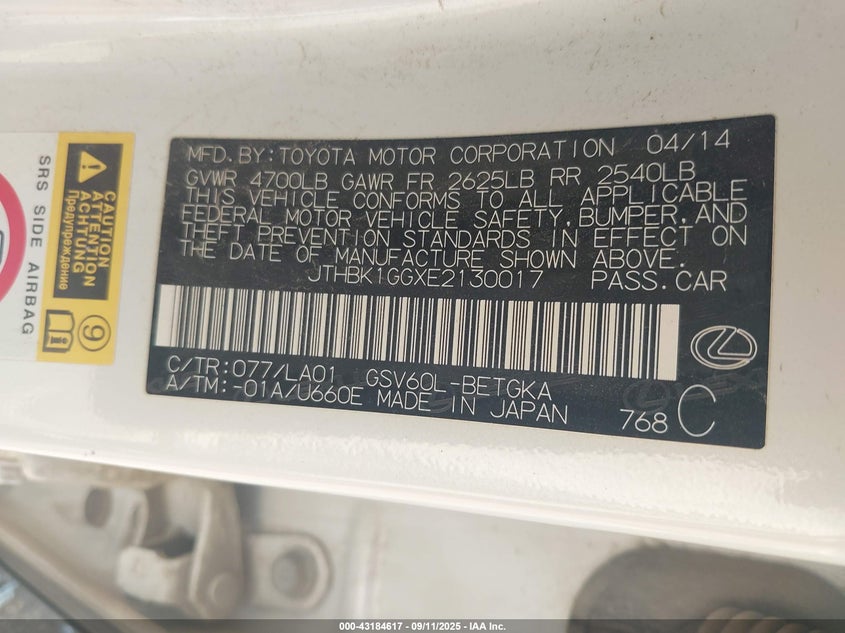 MFD.BY:TOYOTA MOTOR CORPORATION 04/14
GVWR 4700LB GAWR FR 2625LB RR 2540LB
THIS VEHICLE CONFORMS TO ALL APPLICABLE
FEDERAL MOTOR VEHICLE SAFETY, BUMPER, AND
THEFT PREVENTION STANDARDS IN EFFECT ON
THE DATE OF MANUFACTURE SHOWN ABOVE.
JTHBK1GGXE2130017 PASS.CAR
C/TR:077/LA01 GSV60L-BETGKA
A/TM:-01A/U660E MADE IN JAPAN
768 C
CAUTION
ATTENTION
ACHTUNG
Предупреждение
9
SRS SIDE AIRBAG
000-43184617 - 09/11/2025 - IAA Inc.